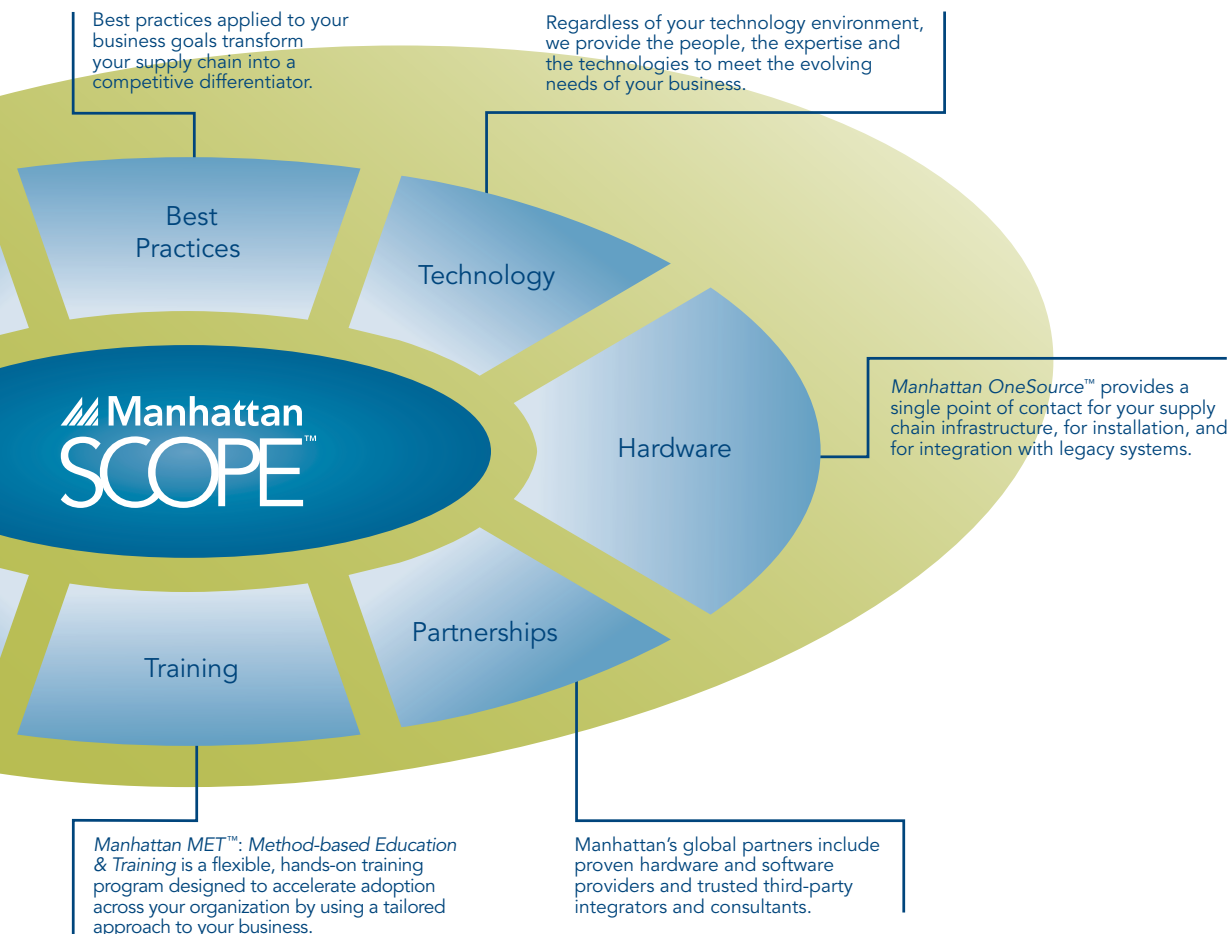 Best practices applied to your
business goals transform
your supply chain into a
competitive differentiator.
Regardless of your technology environment,
we provide the people, the expertise and
the technologies to meet the evolving
needs of your business.
Best
Practices
Technology
Manhattan
SCOPE™
Hardware
Manhattan OneSource™ provides a
single point of contact for your supply
chain infrastructure, for installation, and
for integration with legacy systems.
Training
Partnerships
Manhattan MET™: Method-based Education
& Training is a flexible, hands-on training
program designed to accelerate adoption
across your organization by using a tailored
approach to your business.
Manhattan’s global partners include
proven hardware and software
providers and trusted third-party
integrators and consultants.